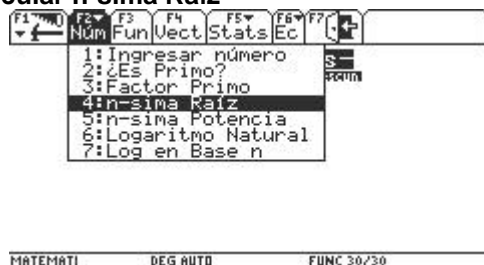 cular n-sima Raíz
F1 F2 F3 F4 F5 F6 F7
Núm Fun Vect Stats Ec
1:Ingresar número
2:¿Es Primo?
3:Factor Primo
4:n-sima Raíz
5:n-sima Potencia
6:Logaritmo Natural
7:Log en Base n
MATEMATI DEG AUTO FUNC 30/30